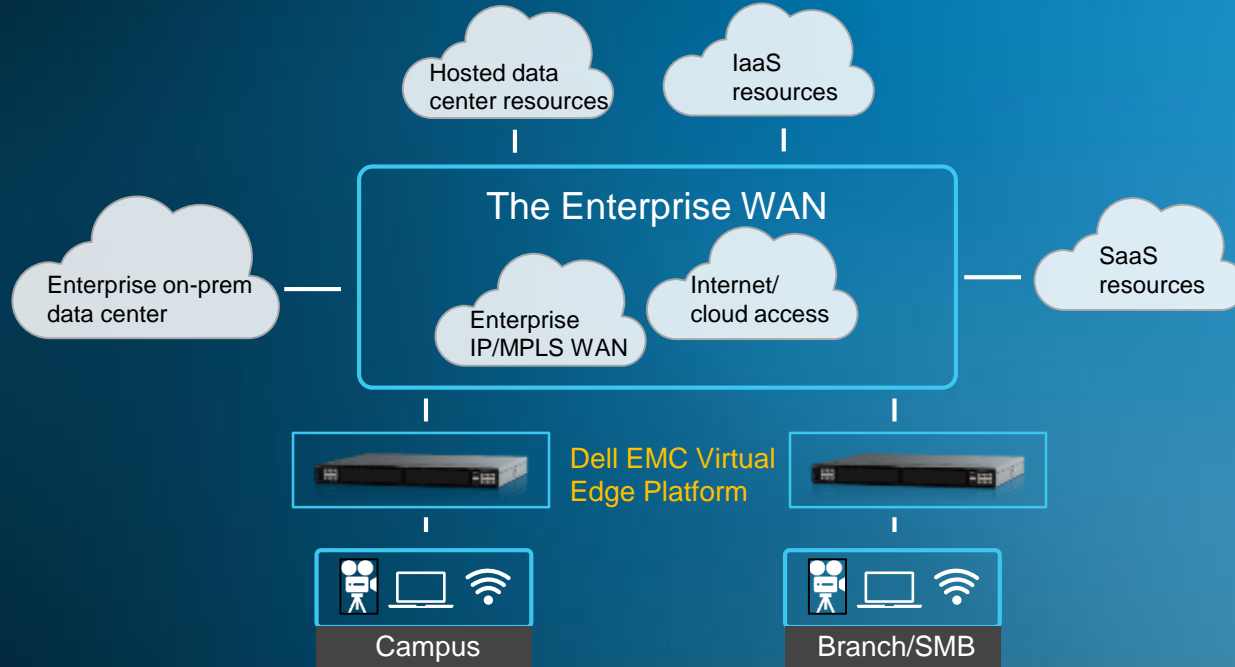 Hosted data
center resources
IaaS
resources
The Enterprise WAN
Enterprise on-prem
data center
Enterprise
IP/MPLS WAN
Internet/
cloud access
SaaS
resources
Dell EMC Virtual
Edge Platform
Campus
Branch/SMB